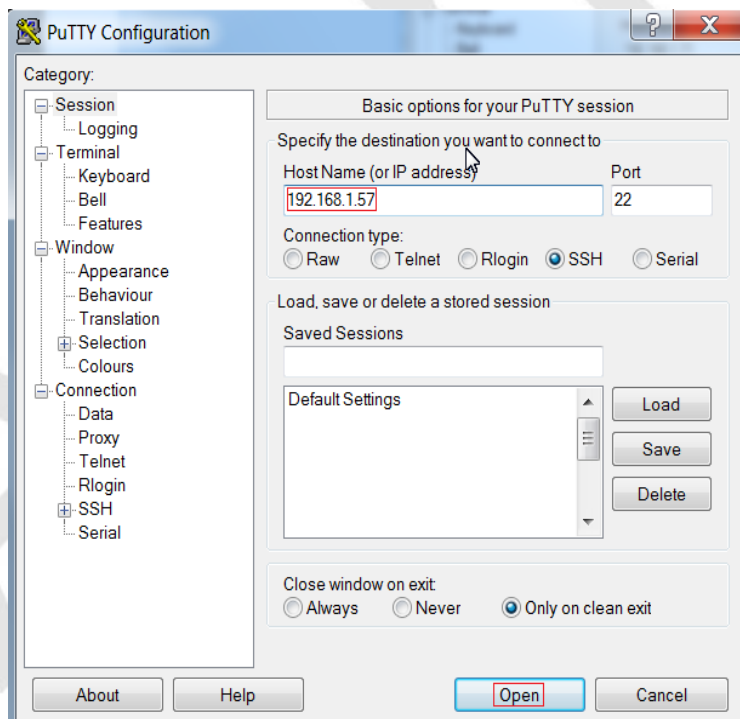 PuTTY Configuration
Category:
Session
Logging
Terminal
Keyboard
Bell
Features
Window
Appearance
Behaviour
Translation
Selection
Colours
Connection
Data
Proxy
Telnet
Rlogin
SSH
Serial
Basic options for your PuTTY session
Specify the destination you want to connect to
Host Name (or IP address) Port
192.168.1.57 22
Connection type:
Raw Telnet Rlogin SSH Serial
Load, save or delete a stored session
Saved Sessions
Default Settings
Load
Save
Delete
Close window on exit:
Always Never Only on clean exit
About Help Open Cancel